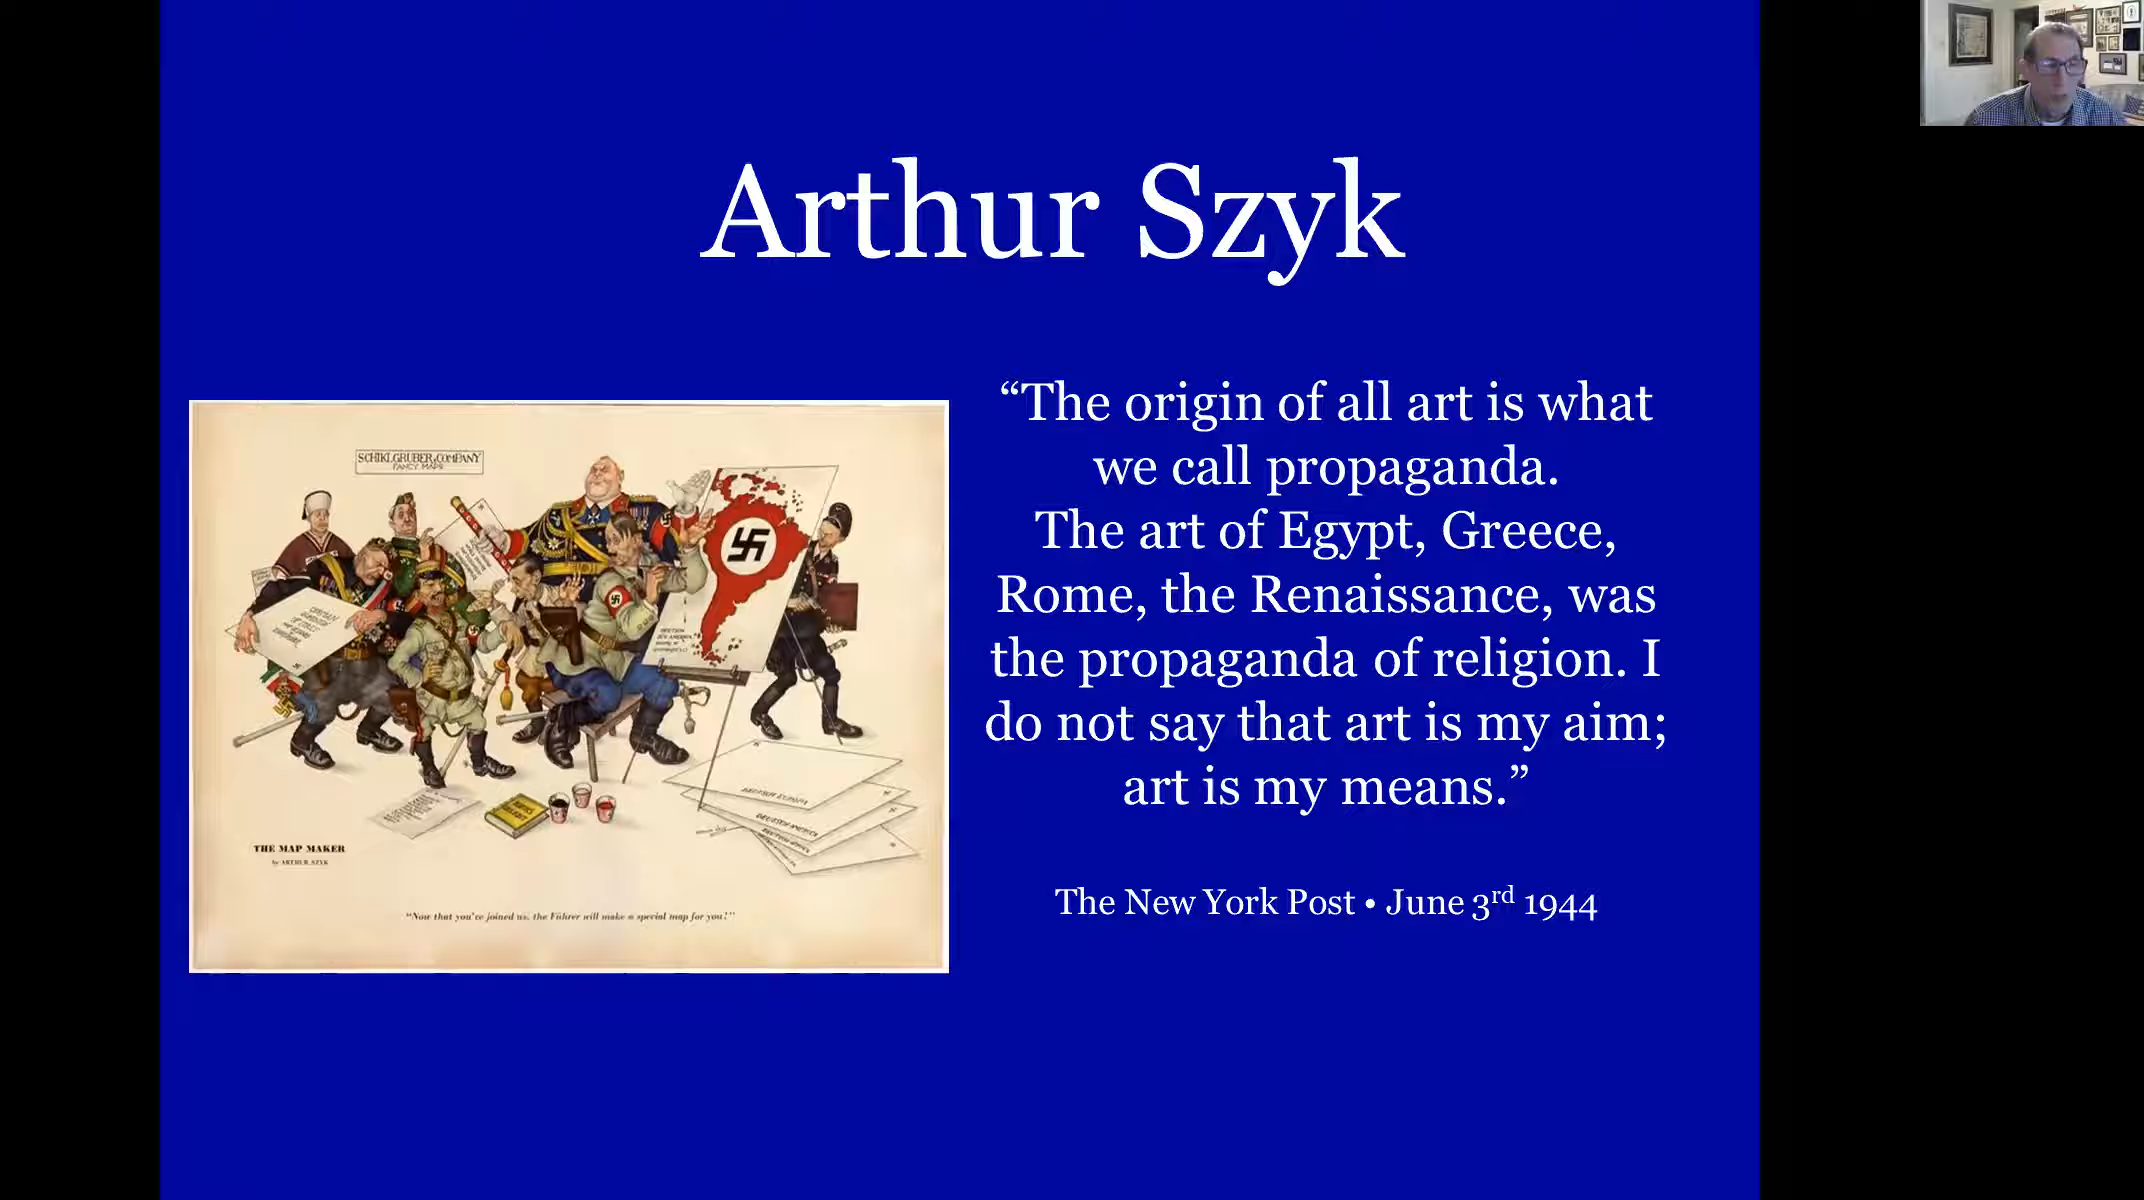 Arthur Szyk
SCHIKLGRUBER & COMPANY
FANCY MAPS
THE MAP MAKER
by ARTHUR SZYK
"Now that you've joined us, the Führer will make a special map for you!"
“The origin of all art is what
we call propaganda.
The art of Egypt, Greece,
Rome, the Renaissance, was
the propaganda of religion. I
do not say that art is my aim;
art is my means.”
The New York Post • June 3rd 1944